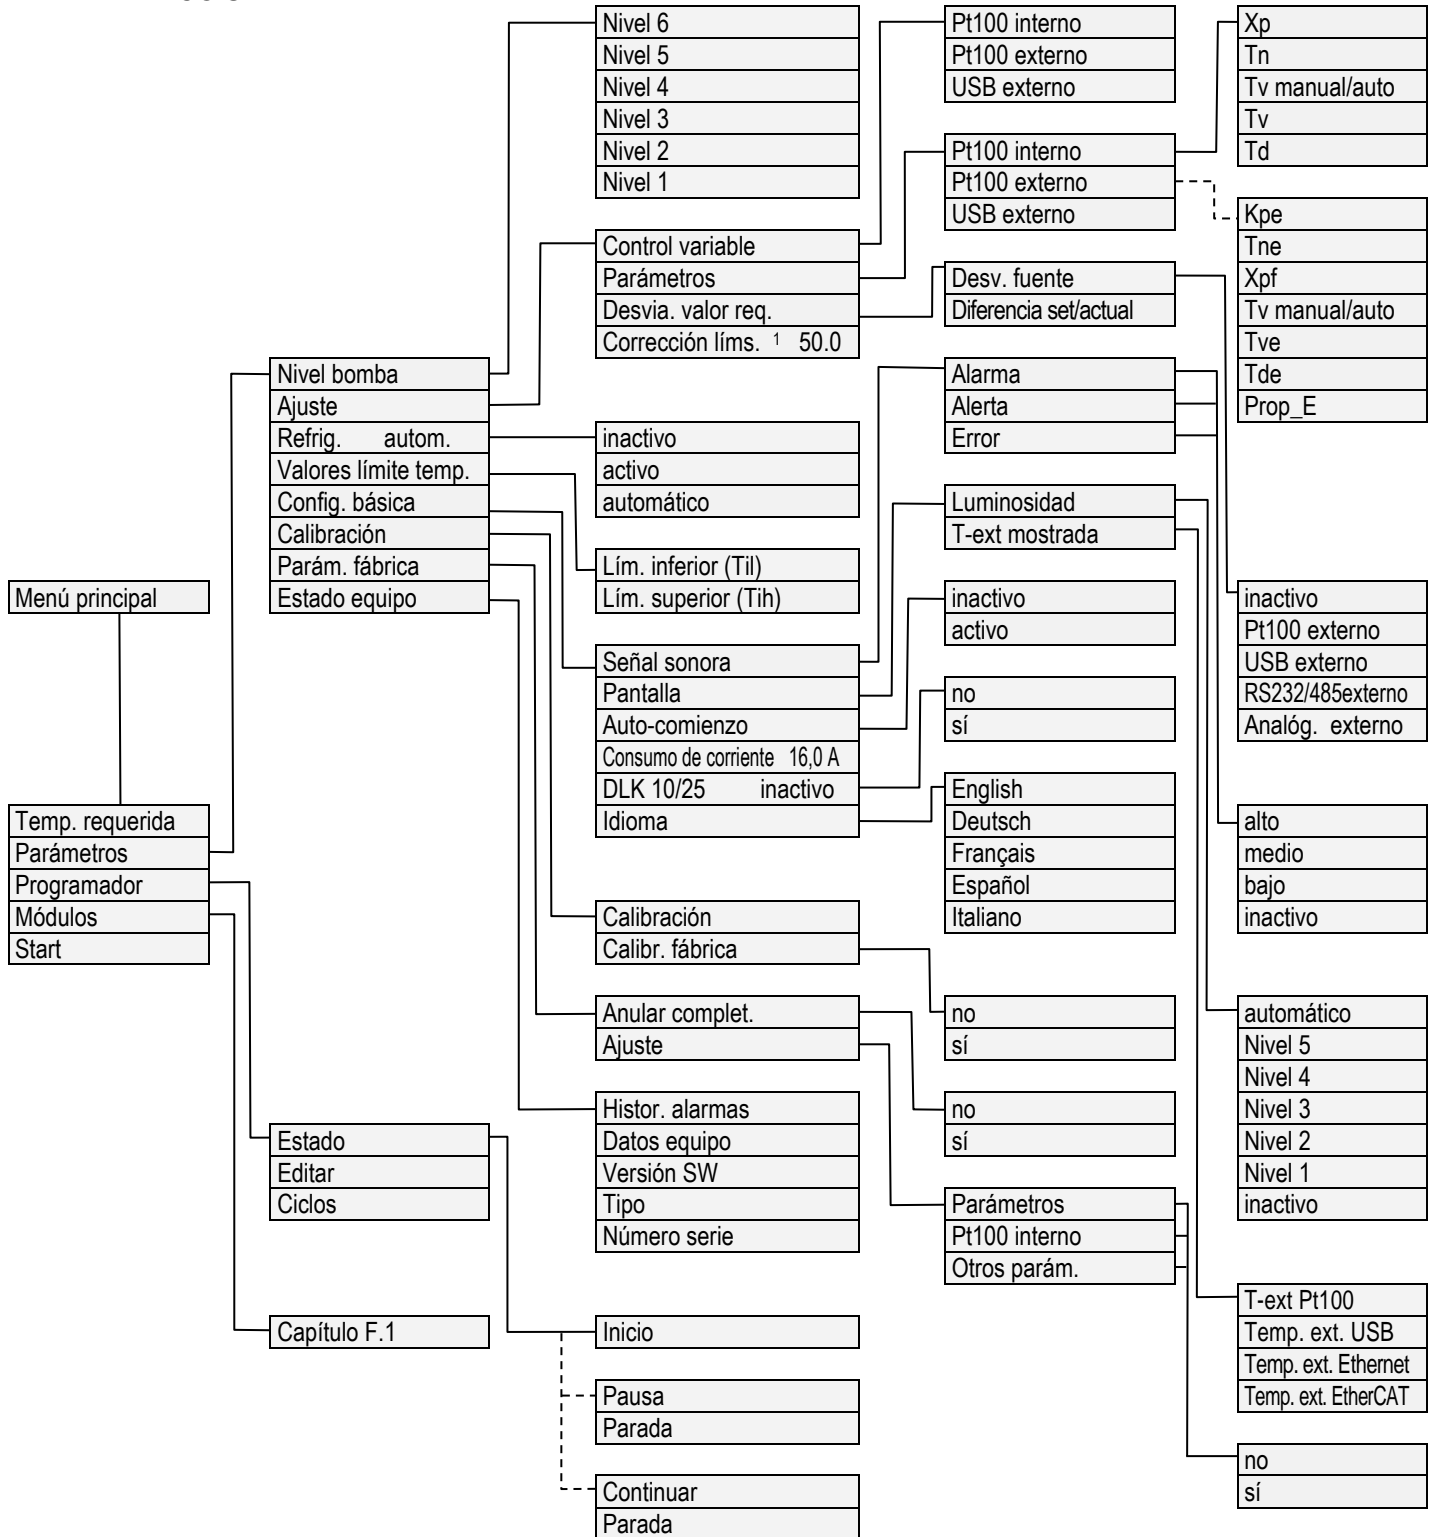 Nivel 6
Nivel 5
Nivel 4
Nivel 3
Nivel 2
Nivel 1
Pt100 interno
Pt100 externo
USB externo
Xp
Tn
Tv manual/auto
Tv
Td
Pt100 interno
Pt100 externo
USB externo
Kpe
Tne
Xpf
Tv manual/auto
Tve
Tde
Prop_E
Control variable
Parámetros
Desvia. valor req.
Corrección líms. 1 50.0
Desv. fuente
Diferencia set/actual
Nivel bomba
Ajuste
Refrig. autom.
Valores límite temp.
Config. básica
Calibración
Parám. fábrica
Estado equipo
inactivo
activo
automático
Alarma
Alerta
Error
Luminosidad
T-ext mostrada
Lím. inferior (Til)
Lím. superior (Tih)
Menú principal
inactivo
activo
inactivo
Pt100 externo
USB externo
RS232/485externo
Analóg. externo
Señal sonora
Pantalla
Auto-comienzo
Consumo de corriente 16,0 A
DLK 10/25 inactivo
Idioma
no
sí
English
Deutsch
Français
Español
Italiano
Temp. requerida
Parámetros
Programador
Módulos
Start
alto
medio
bajo
inactivo
Calibración
Calibr. fábrica
no
sí
Anular complet.
Ajuste
no
sí
automático
Nivel 5
Nivel 4
Nivel 3
Nivel 2
Nivel 1
inactivo
Histor. alarmas
Datos equipo
Versión SW
Tipo
Número serie
Estado
Editar
Ciclos
Parámetros
Pt100 interno
Otros parám.
T-ext Pt100
Temp. ext. USB
Temp. ext. Ethernet
Temp. ext. EtherCAT
Capítulo F.1
Inicio
Pausa
Parada
Continuar
Parada
no
sí